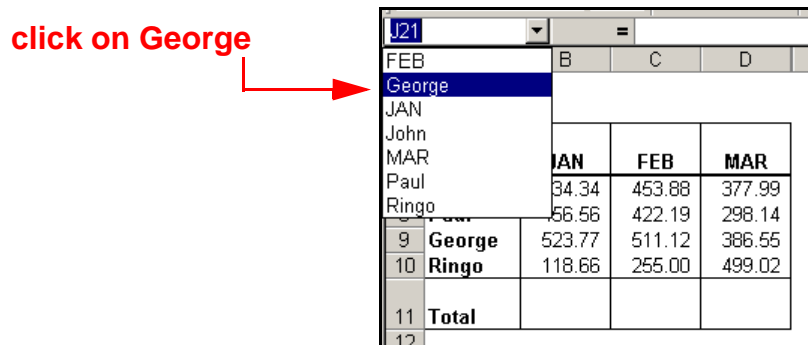 click on George
J21 =
FEB B C D
George
JAN
John
MAR JAN FEB MAR
Paul 34.34 453.88 377.99
Ringo 56.56 422.19 298.14
9 George 523.77 511.12 386.55
10 Ringo 118.66 255.00 499.02
11 Total
12